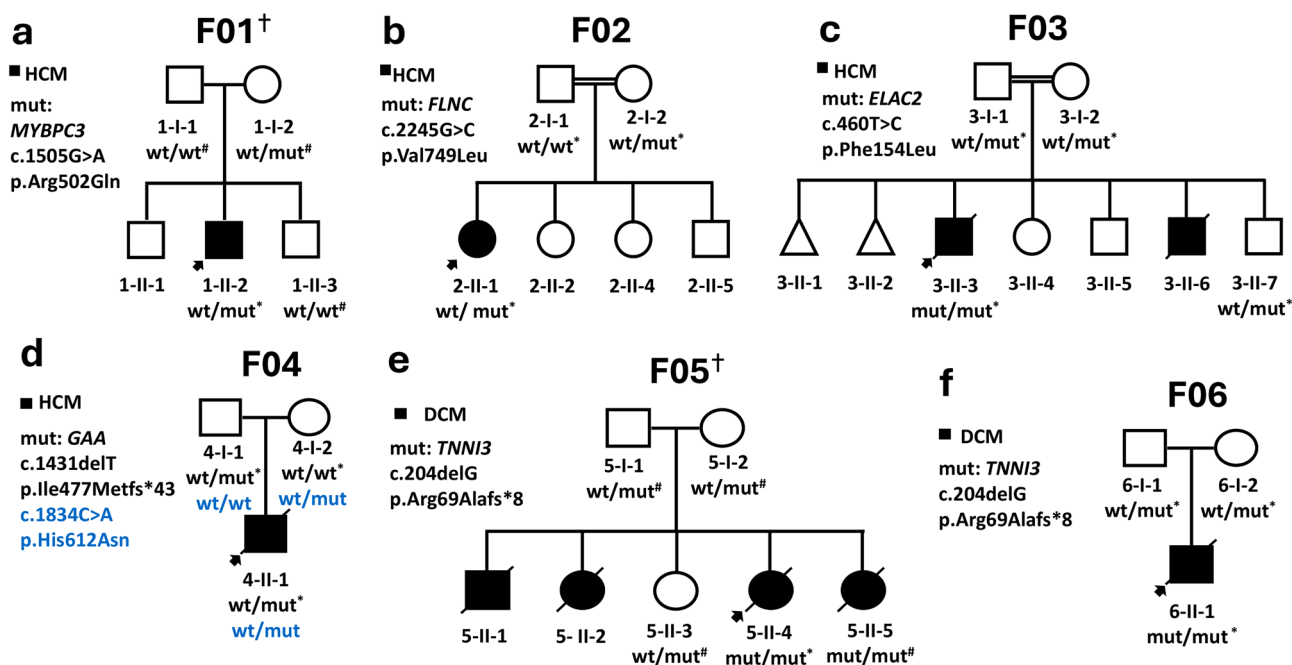 a
F01†
HCM
mut:
MYBPC3
c.1505G>A
p.Arg502Gln
1-I-1 1-I-2
wt/wt# wt/mut#
1-II-1 1-II-2 1-II-3
wt/mut* wt/wt#
b
F02
HCM
mut: FLNC
c.2245G>C
p.Val749Leu
2-I-1 2-I-2
wt/wt* wt/mut*
2-II-1 2-II-2 2-II-4 2-II-5
wt/ mut*
c
F03
HCM
mut: ELAC2
c.460T>C
p.Phe154Leu
3-I-1 3-I-2
wt/mut* wt/mut*
3-II-1 3-II-2 3-II-3 3-II-4 3-II-5 3-II-6 3-II-7
mut/mut* wt/mut*
d
F04
HCM
mut: GAA
c.1431delT
p.Ile477Metfs*43
c.1834C>A
p.His612Asn
4-I-1 4-I-2
wt/mut* wt/wt*
wt/wt wt/mut
4-II-1
wt/mut*
wt/mut
e
F05†
DCM
mut: TNNI3
c.204delG
p.Arg69Alafs*8
5-I-1 5-I-2
wt/mut# wt/mut#
5-II-1 5- II-2 5-II-3 5-II-4 5-II-5
wt/mut# mut/mut* mut/mut#
f
F06
DCM
mut: TNNI3
c.204delG
p.Arg69Alafs*8
6-I-1 6-I-2
wt/mut* wt/mut*
6-II-1
mut/mut *